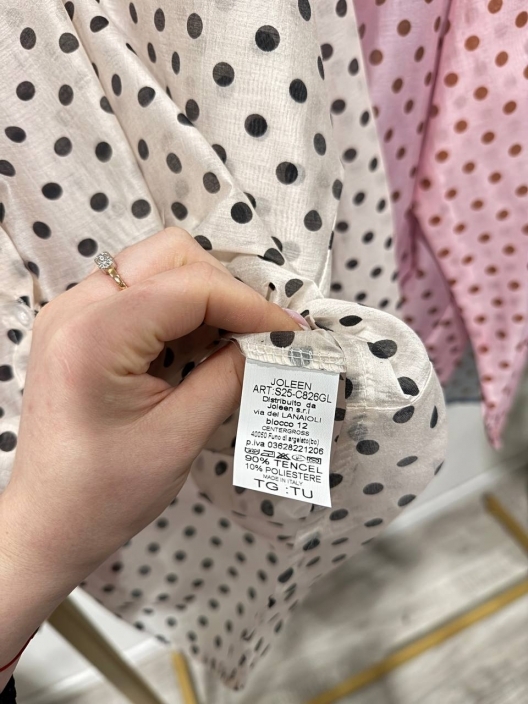 JOLEEN
ART:S25-C826GL
Distribuito da
Joleen s.r.l
via dei LANAIOLI
blocco 12
CENTERGROSS
40050 Funo di argelato(bo)
p.iva 03628221206
90% TENCEL
10% POLIESTERE
MADE IN ITALY
TG :TU